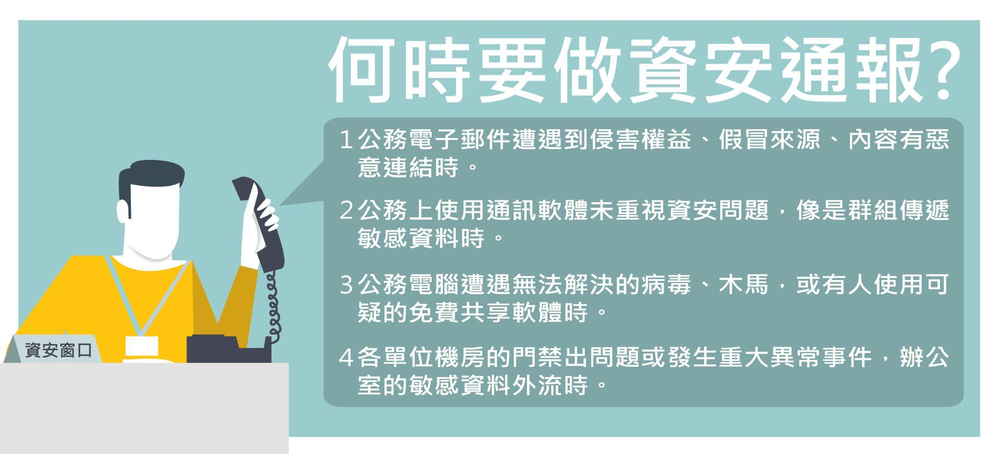 何時要做資安通報?
1 公務電子郵件遭遇到侵害權益、假冒來源、內容有惡
意連結時。
2 公務上使用通訊軟體未重視資安問題，像是群組傳遞
敏感資料時。
3 公務電腦遭遇無法解決的病毒、木馬，或有人使用可
疑的免費共享軟體時。
4 各單位機房的門禁出問題或發生重大異常事件，辦公
室的敏感資料外流時。
資安窗口